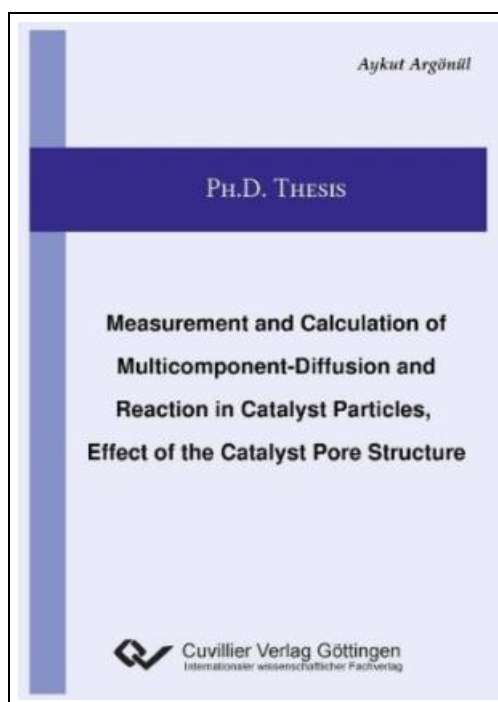 Aykut Argönül
PH.D. THESIS
Measurement and Calculation of
Multicomponent-Diffusion and
Reaction in Catalyst Particles,
Effect of the Catalyst Pore Structure
Cuvillier Verlag Göttingen
Internationaler wissenschaftlicher Fachverlag